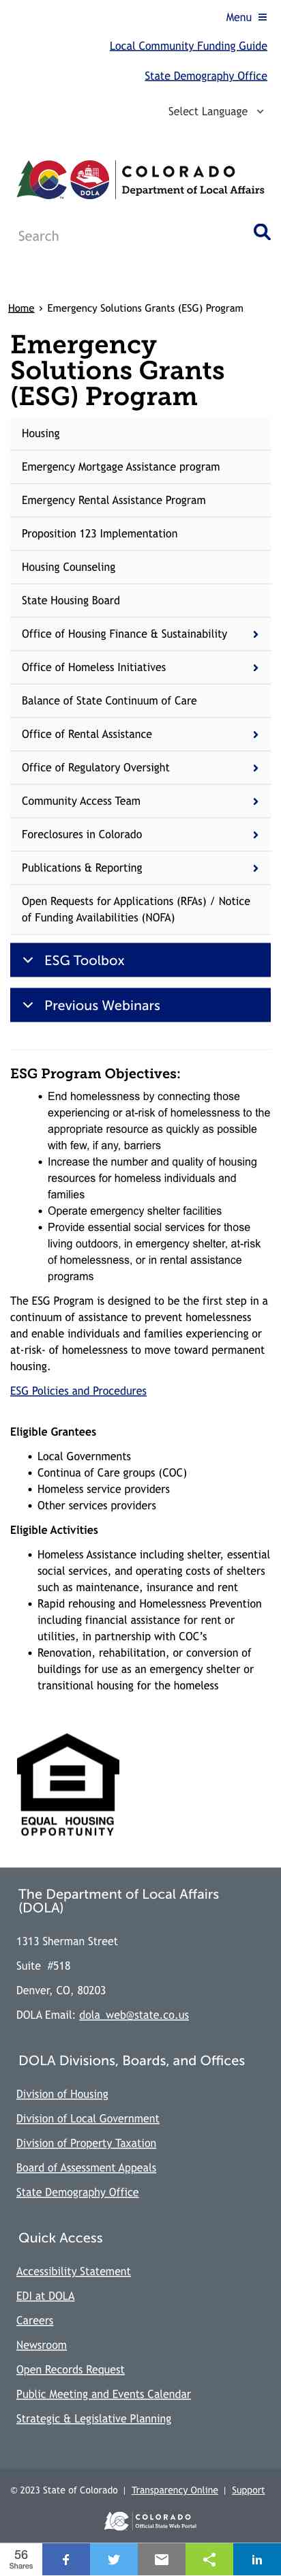 Menu
Local Community Funding Guide
State Demography Office
Select Language
COLORADO
Department of Local Affairs
DOLA
Search
Home › Emergency Solutions Grants (ESG) Program
Emergency
Solutions Grants
(ESG) Program
Housing
Emergency Mortgage Assistance program
Emergency Rental Assistance Program
Proposition 123 Implementation
Housing Counseling
State Housing Board
Office of Housing Finance & Sustainability
Office of Homeless Initiatives
Balance of State Continuum of Care
Office of Rental Assistance
Office of Regulatory Oversight
Community Access Team
Foreclosures in Colorado
Publications & Reporting
Open Requests for Applications (RFAs) / Notice
of Funding Availabilities (NOFA)
ESG Toolbox
Previous Webinars
ESG Program Objectives:
• End homelessness by connecting those
experiencing or at-risk of homelessness to the
appropriate resource as quickly as possible
with few, if any, barriers
• Increase the number and quality of housing
resources for homeless individuals and
families
• Operate emergency shelter facilities
• Provide essential social services for those
living outdoors, in emergency shelter, at-risk
of homelessness, or in rental assistance
programs
The ESG Program is designed to be the first step in a
continuum of assistance to prevent homelessness
and enable individuals and families experiencing or
at-risk- of homelessness to move toward permanent
housing.
ESG Policies and Procedures
Eligible Grantees
• Local Governments
• Continua of Care groups (COC)
• Homeless service providers
• Other services providers
Eligible Activities
• Homeless Assistance including shelter, essential
social services, and operating costs of shelters
such as maintenance, insurance and rent
• Rapid rehousing and Homelessness Prevention
including financial assistance for rent or
utilities, in partnership with COC’s
• Renovation, rehabilitation, or conversion of
buildings for use as an emergency shelter or
transitional housing for the homeless
EQUAL HOUSING
OPPORTUNITY
The Department of Local Affairs
(DOLA)
1313 Sherman Street
Suite #518
Denver, CO, 80203
DOLA Email: dola_web@state.co.us
DOLA Divisions, Boards, and Offices
Division of Housing
Division of Local Government
Division of Property Taxation
Board of Assessment Appeals
State Demography Office
Quick Access
Accessibility Statement
EDI at DOLA
Careers
Newsroom
Open Records Request
Public Meeting and Events Calendar
Strategic & Legislative Planning
© 2023 State of Colorado | Transparency Online | Support
COLORADO
Official State Web Portal
56
Shares